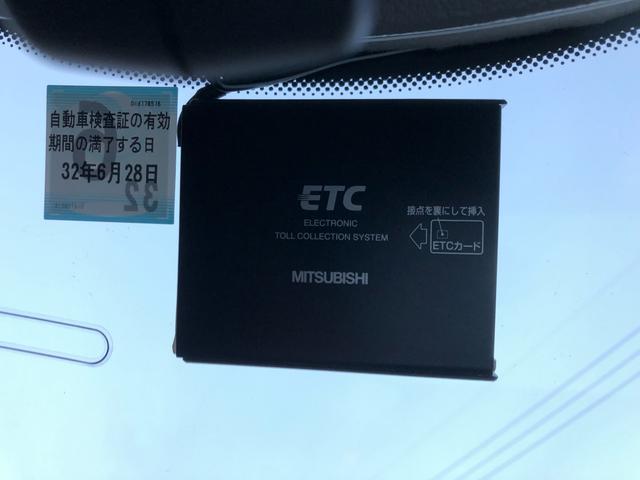 自動車検査証の有効
期間の満了する日
32年6月28日
6
32
ETC
ELECTRONIC
TOLL COLLECTION SYSTEM
MITSUBISHI
接点を裏にして挿入
ETCカード